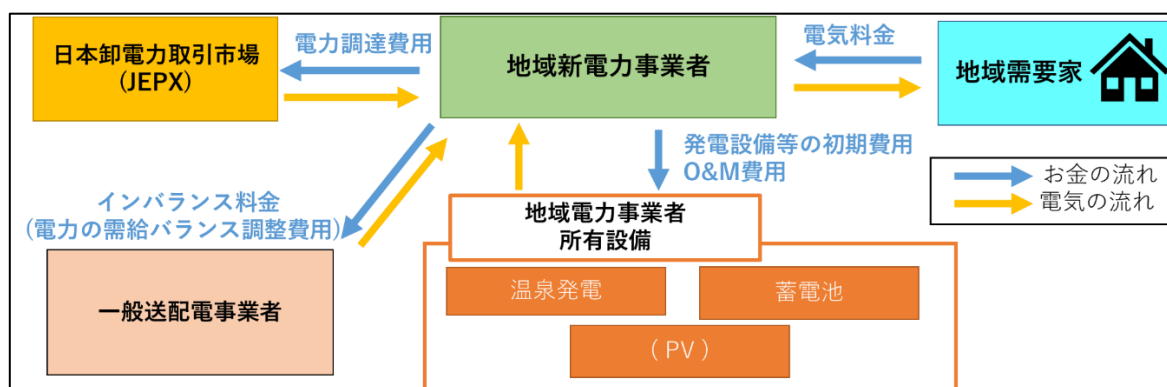 日本卸電力取引市場
(JEPX)
電力調達費用
地域新電力事業者
電気料金
地域需要家
発電設備等の初期費用
O&M費用
お金の流れ
電気の流れ
インバランス料金
(電力の需給バランス調整費用)
地域電力事業者
所有設備
一般送配電事業者
温泉発電
蓄電池
（PV）